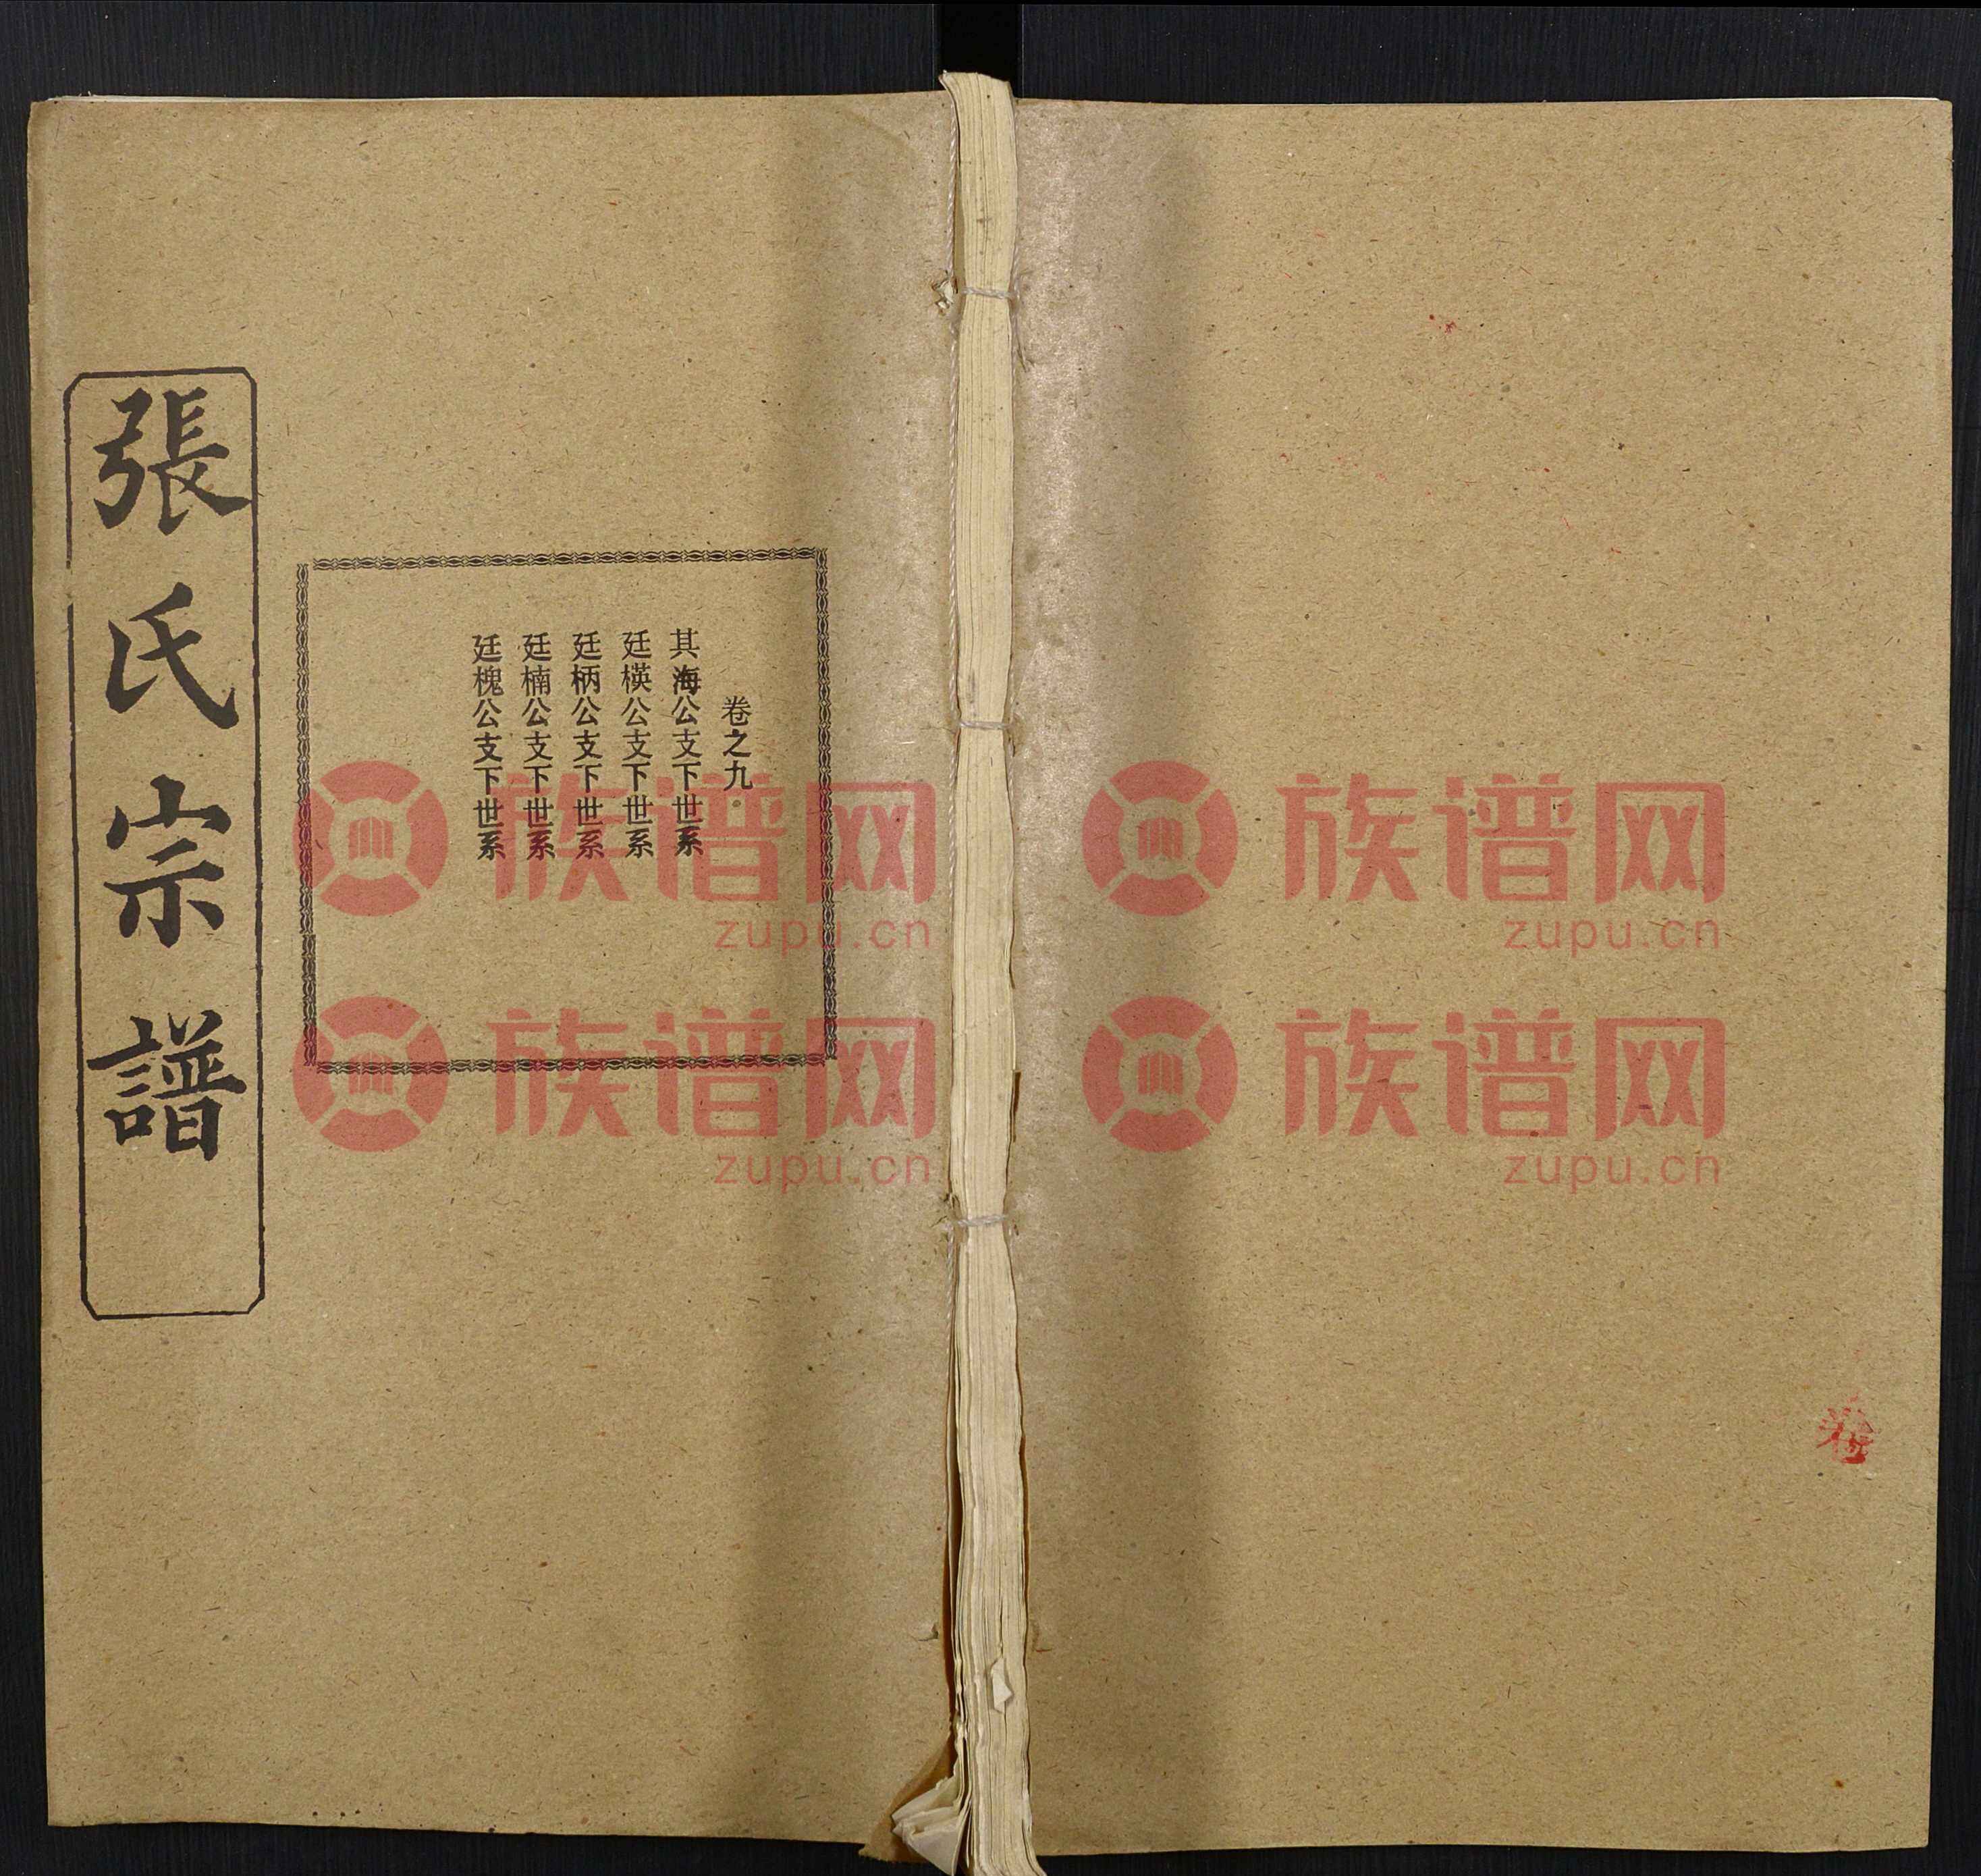 張氏宗譜
卷之九
其海公支下世系
廷楧公支下世系
廷柄公支下世系
廷楠公支下世系
廷槐公支下世系
族谱网
zupu.cn
族谱网
zupu.cn
族谱网
zupu.cn
族谱网
zupu.cn
卷